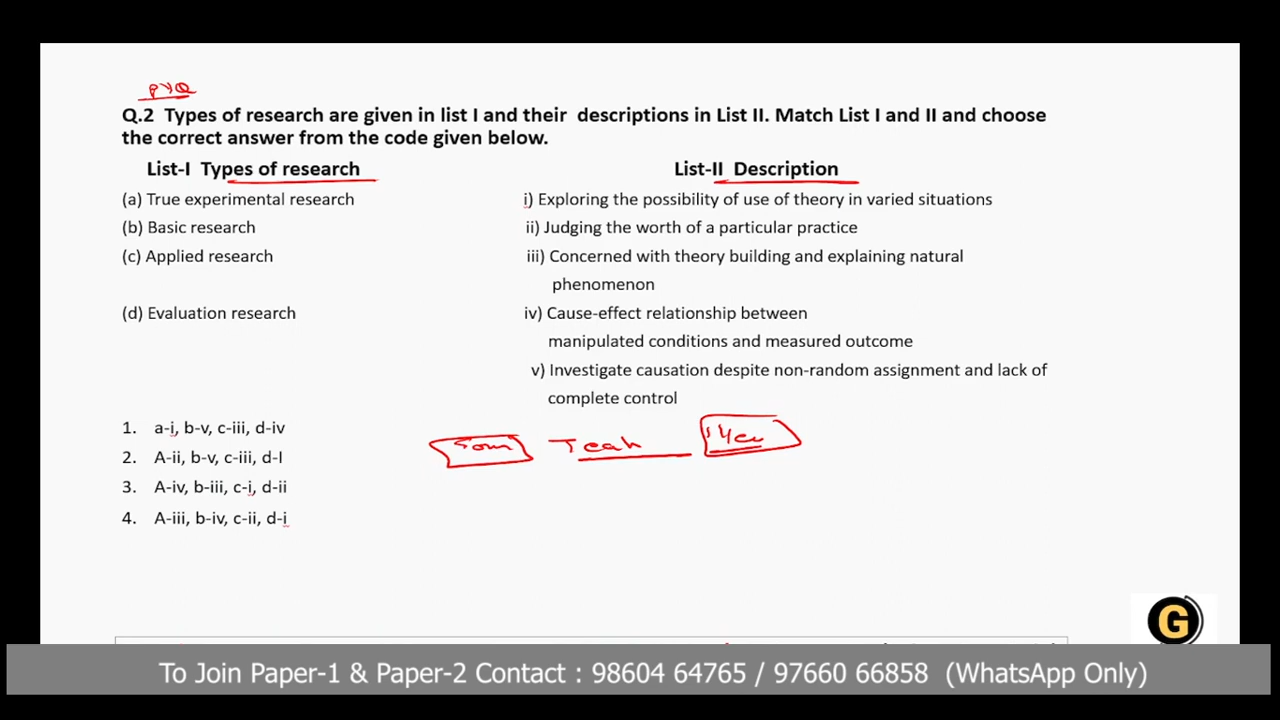 PYQ
Q.2 Types of research are given in list I and their descriptions in List II. Match List I and II and choose
the correct answer from the code given below.
List-I Types of research List-II Description
(a) True experimental research i) Exploring the possibility of use of theory in varied situations
(b) Basic research ii) Judging the worth of a particular practice
(c) Applied research iii) Concerned with theory building and explaining natural
phenomenon
(d) Evaluation research iv) Cause-effect relationship between
manipulated conditions and measured outcome
v) Investigate causation despite non-random assignment and lack of
complete control
1. a-i, b-v, c-iii, d-iv
2. A-ii, b-v, c-iii, d-I
3. A-iv, b-iii, c-i, d-ii
4. A-iii, b-iv, c-ii, d-i
G
To Join Paper-1 & Paper-2 Contact : 98604 64765 / 97660 66858 (WhatsApp Only)